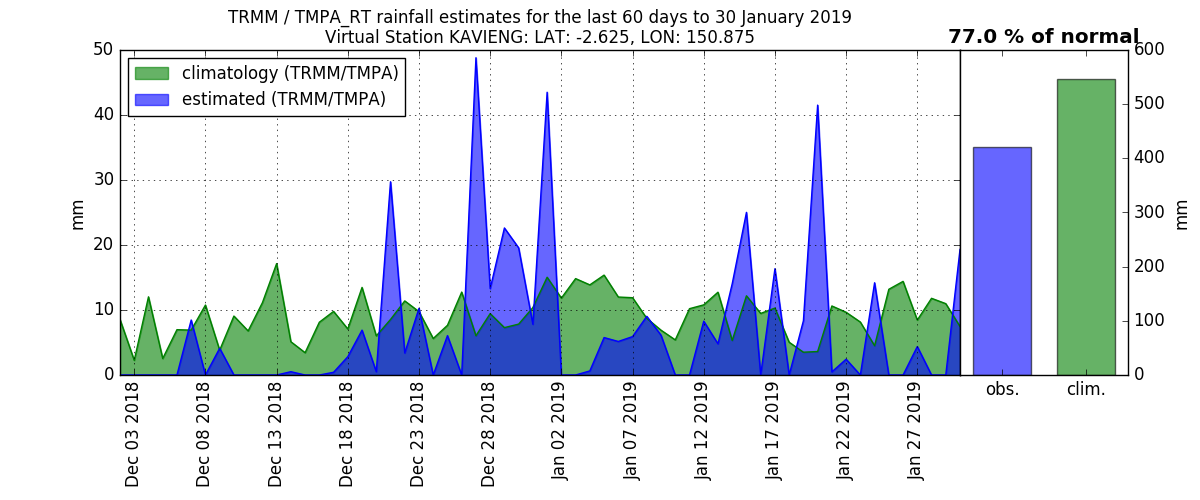 TRMM / TMPA_RT rainfall estimates for the last 60 days to 30 January 2019
Virtual Station KAVIENG: LAT: -2.625, LON: 150.875
77.0 % of normal
climatology (TRMM/TMPA)
estimated (TRMM/TMPA)
mm
50
40
30
20
10
0
Dec 03 2018
Dec 08 2018
Dec 13 2018
Dec 18 2018
Dec 23 2018
Dec 28 2018
Jan 02 2019
Jan 07 2019
Jan 12 2019
Jan 17 2019
Jan 22 2019
Jan 27 2019
obs.
clim.
600
500
400
300
200
100
0
mm